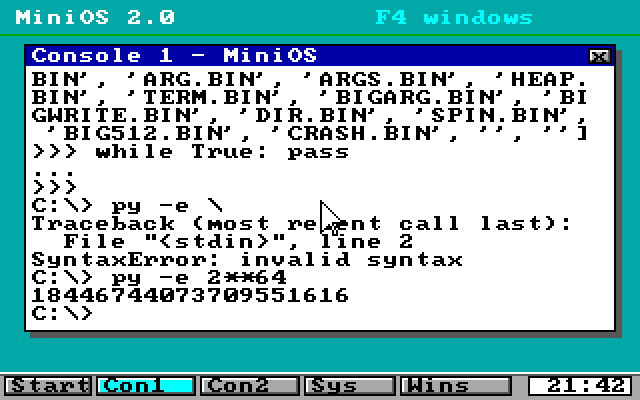 MiniOS 2.0 F4 windows
Console 1 - MiniOS
BIN', 'ARG.BIN', 'ARGS.BIN', 'HEAP.
BIN', 'TERM.BIN', 'BIGARG.BIN', 'BI
GWRITE.BIN', 'DIR.BIN', 'SPIN.BIN',
'BIG512.BIN', 'CRASH.BIN', '', '']
>>> while True: pass
...
>>>
C:\> py -e \
Traceback (most recent call last):
File "<stdin>", line 2
SyntaxError: invalid syntax
C:\> py -e 2**64
18446744073709551616
C:\>
Start Con1 Con2 Sys Wins 21:42